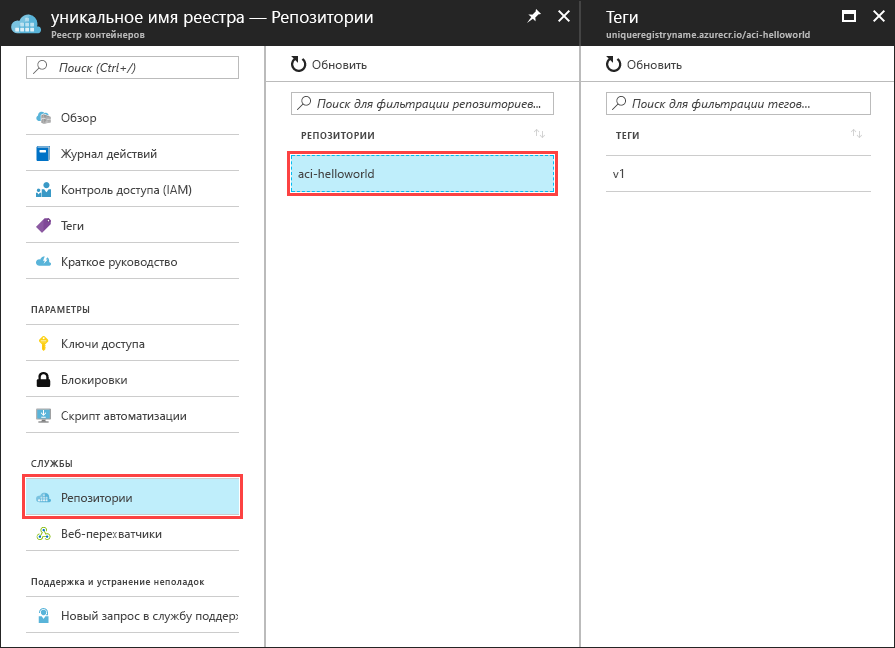 уникальное имя реестра — Репозитории
Реестр контейнеров
Поиск (Ctrl+/)
Обзор
Журнал действий
Контроль доступа (IAM)
Теги
Краткое руководство
ПАРАМЕТРЫ
Ключи доступа
Блокировки
Скрипт автоматизации
СЛУЖБЫ
Репозитории
Веб-перехватчики
Поддержка и устранение неполадок
Новый запрос в службу поддерж
Обновить
Поиск для фильтрации репозиториев...
РЕПОЗИТОРИИ
aci-helloworld
Теги
uniqueregistryname.azurecr.io/aci-helloworld
Обновить
Поиск для фильтрации тегов...
ТЕГИ
v1